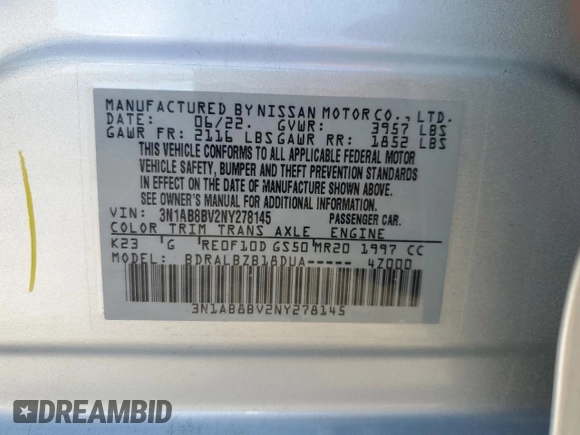 MANUFACTURED BY NISSAN MOTOR CO., LTD.
DATE: 06/22. GVWR: 3957 LBS
GAWR FR: 2116 LBS GAWR RR: 1852 LBS
THIS VEHICLE CONFORMS TO ALL APPLICABLE FEDERAL MOTOR
VEHICLE SAFETY, BUMPER AND THEFT PREVENTION STANDARDS
IN EFFECT ON THE DATE OF MANUFACTURE SHOWN ABOVE.
SEE OWNER'S MANUAL FOR ADDITIONAL INFORMATION.
VIN: 3N1AB8BV2NY278145 PASSENGER CAR.
COLOR TRIM TRANS AXLE ENGINE
K23 G RE0F10D GS50 MR20 1997 CC
MODEL: BDRALBZB18DUA----- 4Z000
3N1AB8BV2NY278145
DREAMBID